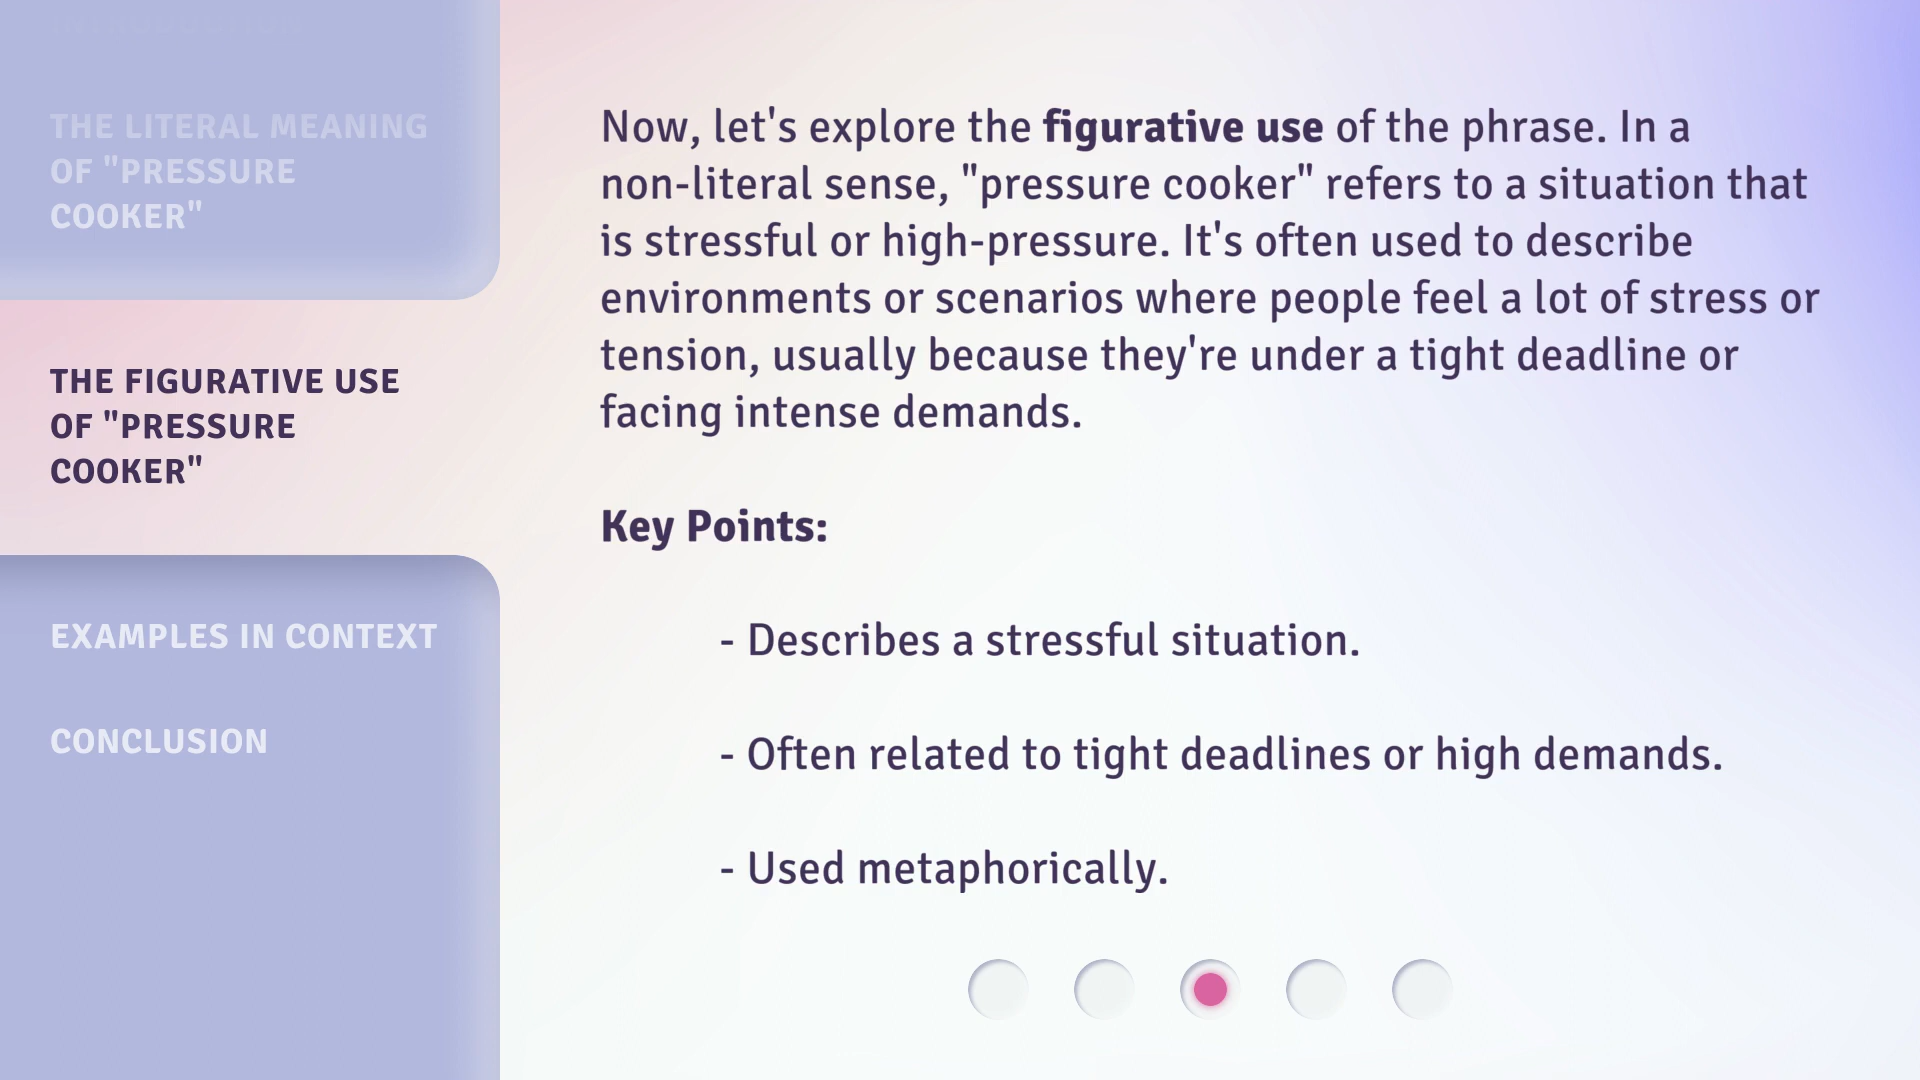 INTRODUCTION
THE LITERAL MEANING
OF "PRESSURE
COOKER"
THE FIGURATIVE USE
OF "PRESSURE
COOKER"
EXAMPLES IN CONTEXT
CONCLUSION
Now, let's explore the figurative use of the phrase. In a
non-literal sense, "pressure cooker" refers to a situation that
is stressful or high-pressure. It's often used to describe
environments or scenarios where people feel a lot of stress or
tension, usually because they're under a tight deadline or
facing intense demands.
Key Points:
- Describes a stressful situation.
- Often related to tight deadlines or high demands.
- Used metaphorically.